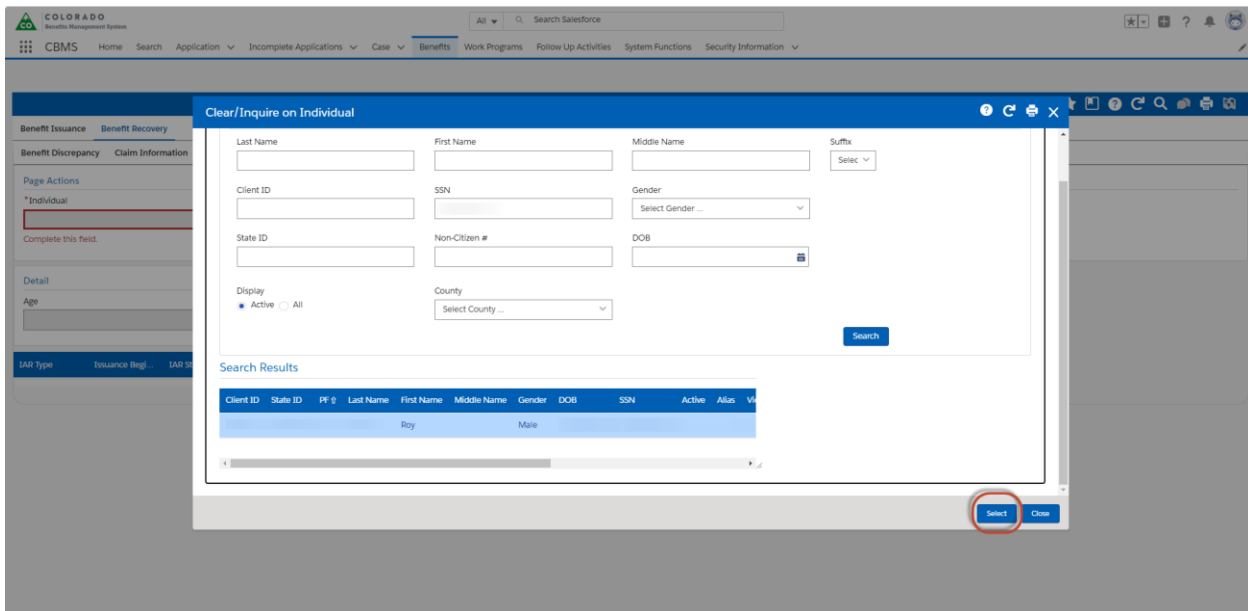 COLORADO
Benefits Management System
All
Search Salesforce
CBMS Home Search Application Incomplete Applications Case Benefits Work Programs Follow Up Activities System Functions Security Information
Benefit Issuance Benefit Recovery
Benefit Discrepancy Claim Information
Page Actions
*Individual
Complete this field.
Detail
Age
IAR Type Issuance Begi... IAR St
Clear/Inquire on Individual
Last Name First Name Middle Name Suffix
Selec
Client ID SSN Gender
Select Gender ...
State ID Non-Citizen # DOB
Display County
Active All Select County ...
Search
Search Results
Client ID State ID PF Last Name First Name Middle Name Gender DOB SSN Active Alias Vi
Roy Male
Select Close